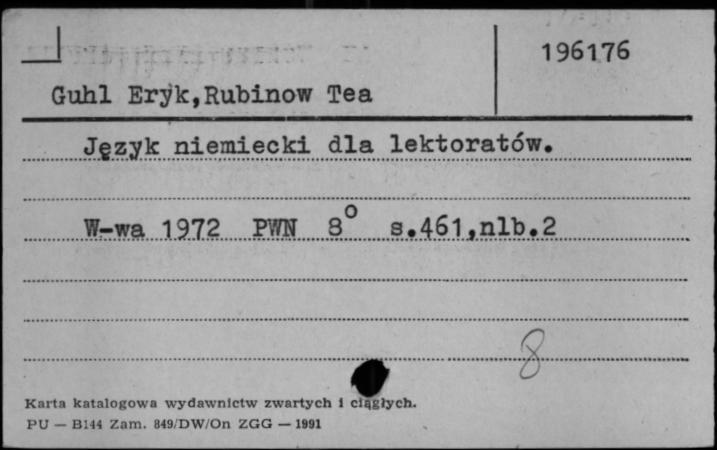 196176
Guhl Eryk,Rubinow Tea
Język niemiecki dla lektoratów.
W-wa 1972 PWN 8° s.461,nlb.2
8
Karta katalogowa wydawnictw zwartych i ciągłych.
PU — B144 Zam. 849/DW/On ZGG — 1991